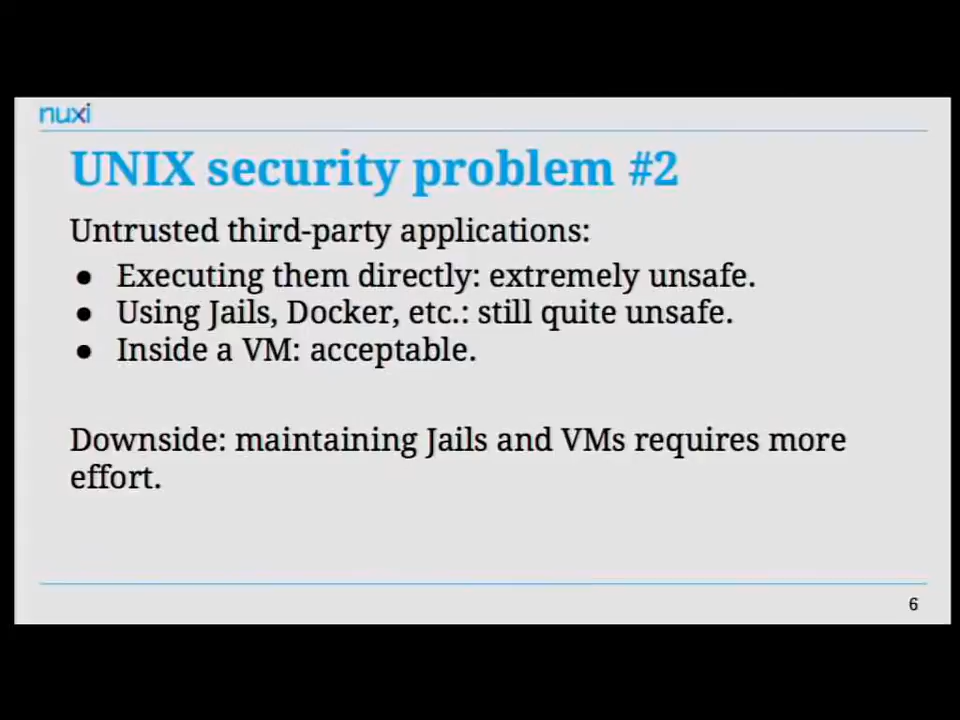 nuxi
UNIX security problem #2
Untrusted third-party applications:
● Executing them directly: extremely unsafe.
● Using Jails, Docker, etc.: still quite unsafe.
● Inside a VM: acceptable.
Downside: maintaining Jails and VMs requires more
effort.
6